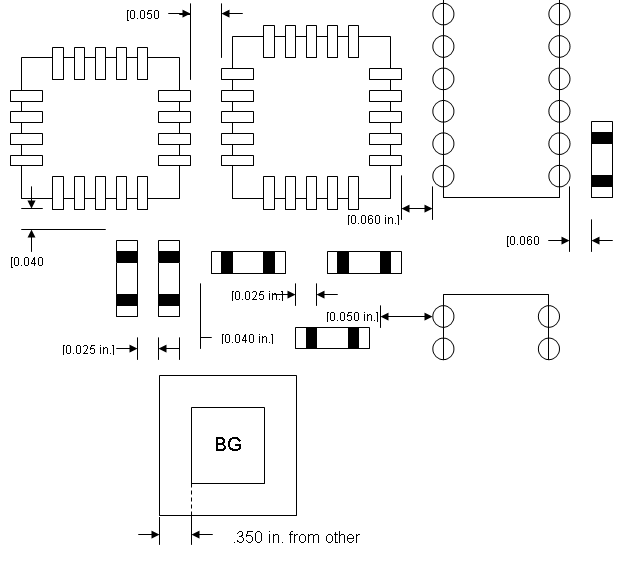 [0.050
[0.060 in.]
[0.060
[0.040
[0.025 in.]
[0.050 in.]
[0.040 in.]
[0.025 in.]
BG
.350 in. from other